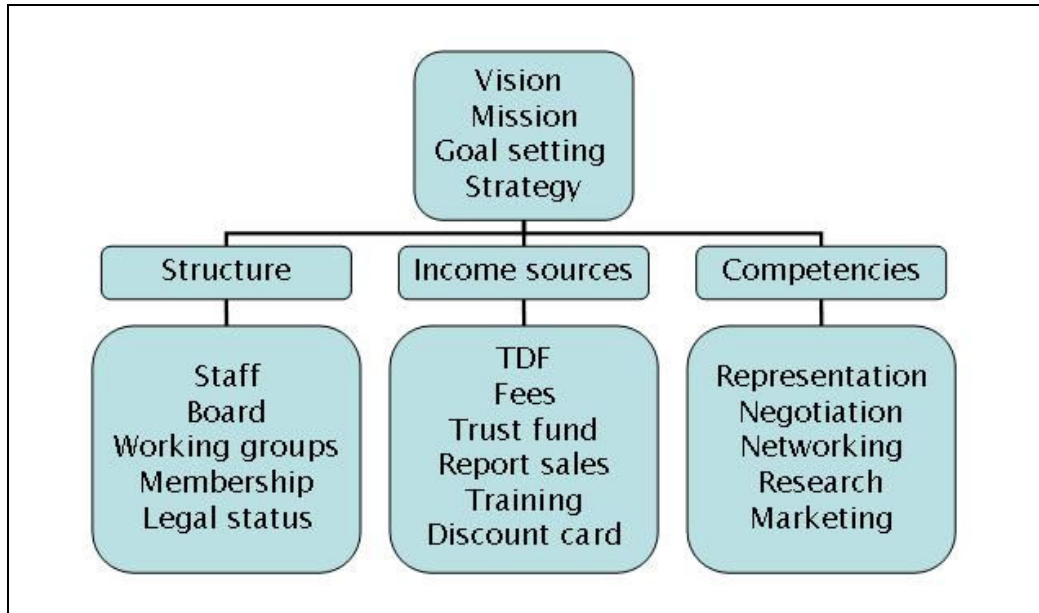 Vision
Mission
Goal setting
Strategy
Structure
Income sources
Competencies
Staff
Board
Working groups
Membership
Legal status
TDF
Fees
Trust fund
Report sales
Training
Discount card
Representation
Negotiation
Networking
Research
Marketing